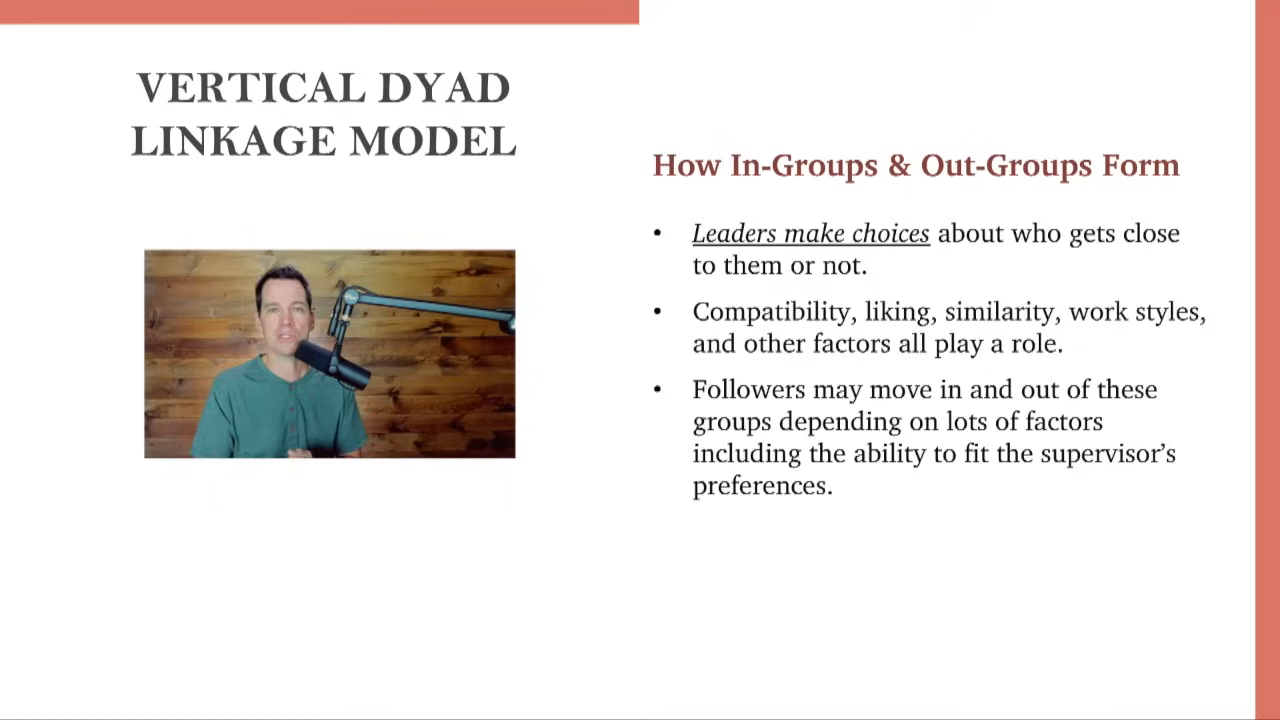 VERTICAL DYAD
LINKAGE MODEL
How In-Groups & Out-Groups Form
• Leaders make choices about who gets close
to them or not.
• Compatibility, liking, similarity, work styles,
and other factors all play a role.
• Followers may move in and out of these
groups depending on lots of factors
including the ability to fit the supervisor’s
preferences.